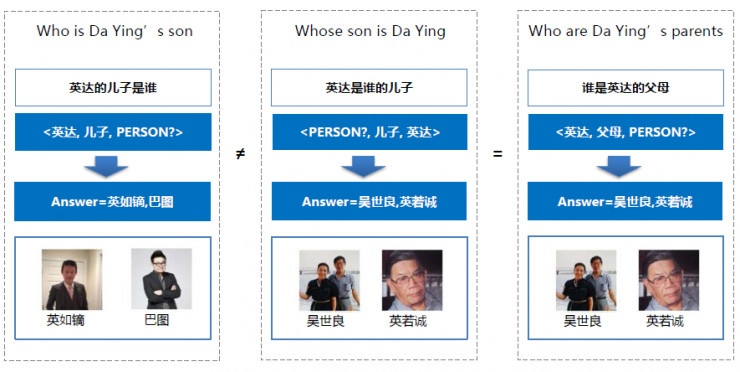 Who is Da Ying’s son
英达的儿子是谁
<英达, 儿子, PERSON?>
Answer=英如镝,巴图
英如镝
巴图
≠
Whose son is Da Ying
英达是谁的儿子
<PERSON?, 儿子, 英达>
Answer=吴世良,英若诚
吴世良
英若诚
=
Who are Da Ying’s parents
谁是英达的父母
<英达, 父母, PERSON?>
Answer=吴世良,英若诚
吴世良
英若诚